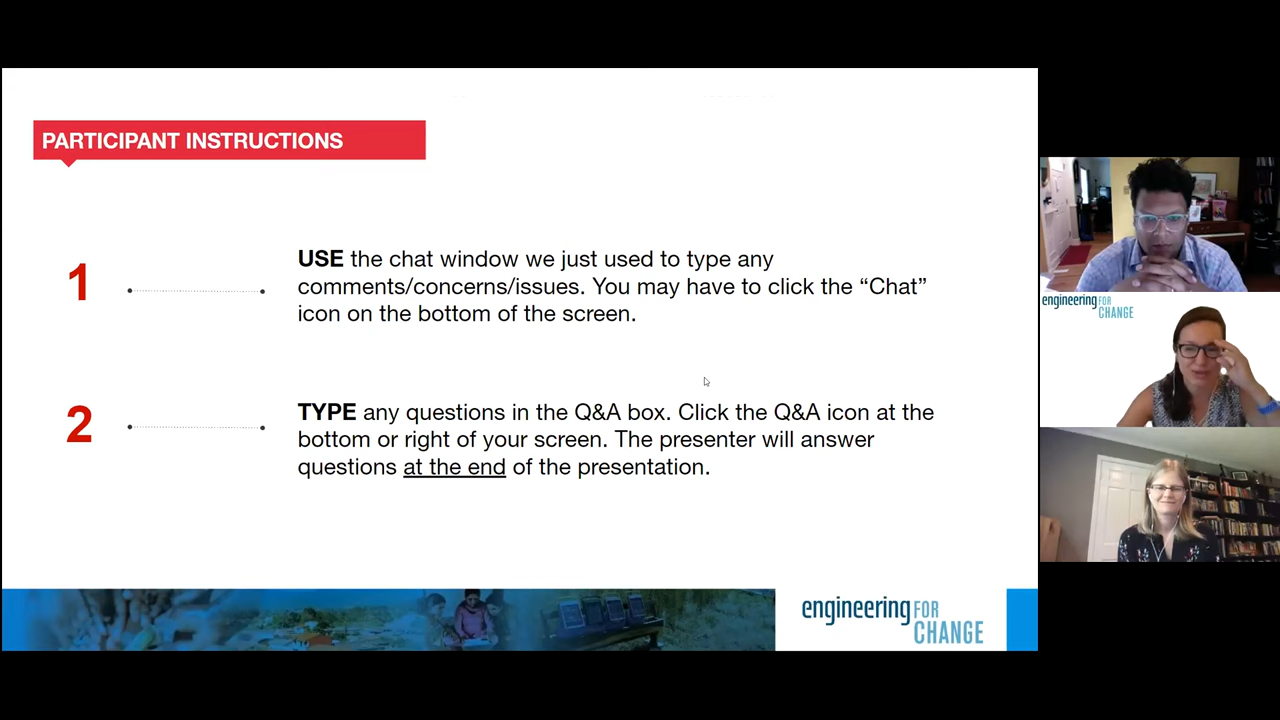 PARTICIPANT INSTRUCTIONS
1
USE the chat window we just used to type any
comments/concerns/issues. You may have to click the “Chat”
icon on the bottom of the screen.
2
TYPE any questions in the Q&A box. Click the Q&A icon at the
bottom or right of your screen. The presenter will answer
questions at the end of the presentation.
engineering FOR
CHANGE
engineering FOR
CHANGE